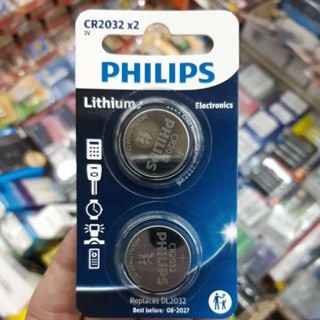 CR2032 x2
3V
PHILIPS
Lithium
Electronics
PHILIPS
CR2032
PHILIPS
CR2032
Replaces DL2032
Best before: 08-2027